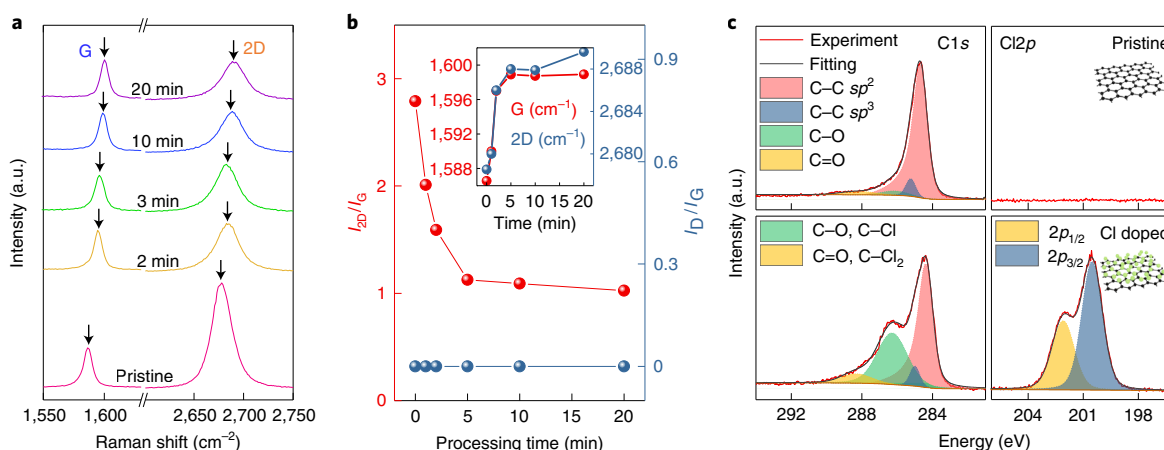 a
G
2D
20 min
10 min
3 min
2 min
Pristine
Intensity (a.u.)
1,550 1,600 2,650 2,700 2,750
Raman shift (cm⁻²)
b
3
2
1
0
I2D/IG
0.9
0.6
0.3
0
ID/IG
0 5 10 15 20
Processing time (min)
1,600
1,596
1,592
1,588
2,688
2,684
2,680
G (cm⁻¹)
2D (cm⁻¹)
0 5 10 15 20
Time (min)
c
Experiment
Fitting
C–C sp²
C–C sp³
C–O
C=O
C1s
Cl2p
Pristine
C–O, C–Cl
C=O, C–Cl₂
2p1/2
2p3/2
Cl doped
Intensity (a.u.)
292 288 284 204 201 198
Energy (eV)